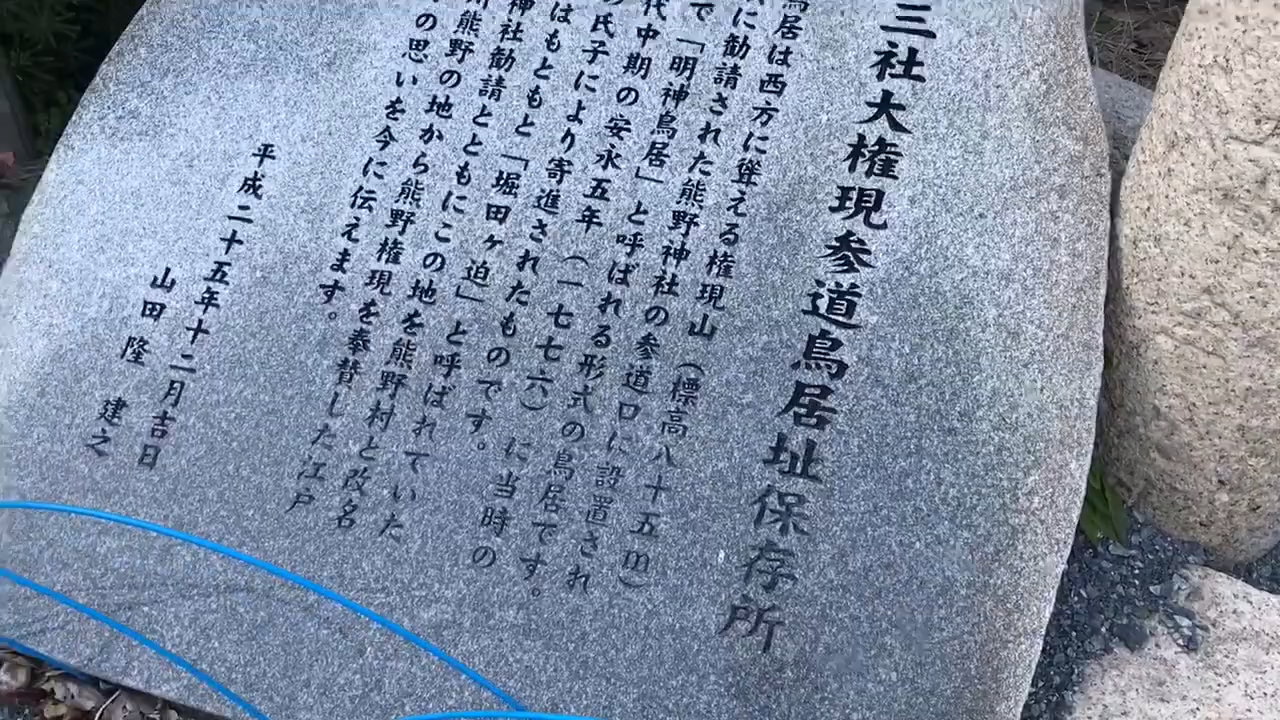 三社大権現参道鳥居址保存所
鳥居は西方に聳える権現山（標高八十五m）
に勧請された熊野神社の参道口に設置され
で「明神鳥居」と呼ばれる形式の鳥居です。
代中期の安永五年（一七七六）に当時の
氏子により寄進されたものです。
はもともと「堀田ヶ迫」と呼ばれていた
神社勧請とともにこの地を熊野村と改名
熊野の地から熊野権現を奉賛した江戸
の思いを今に伝えます。
平成二十五年十二月吉日
山田隆建之